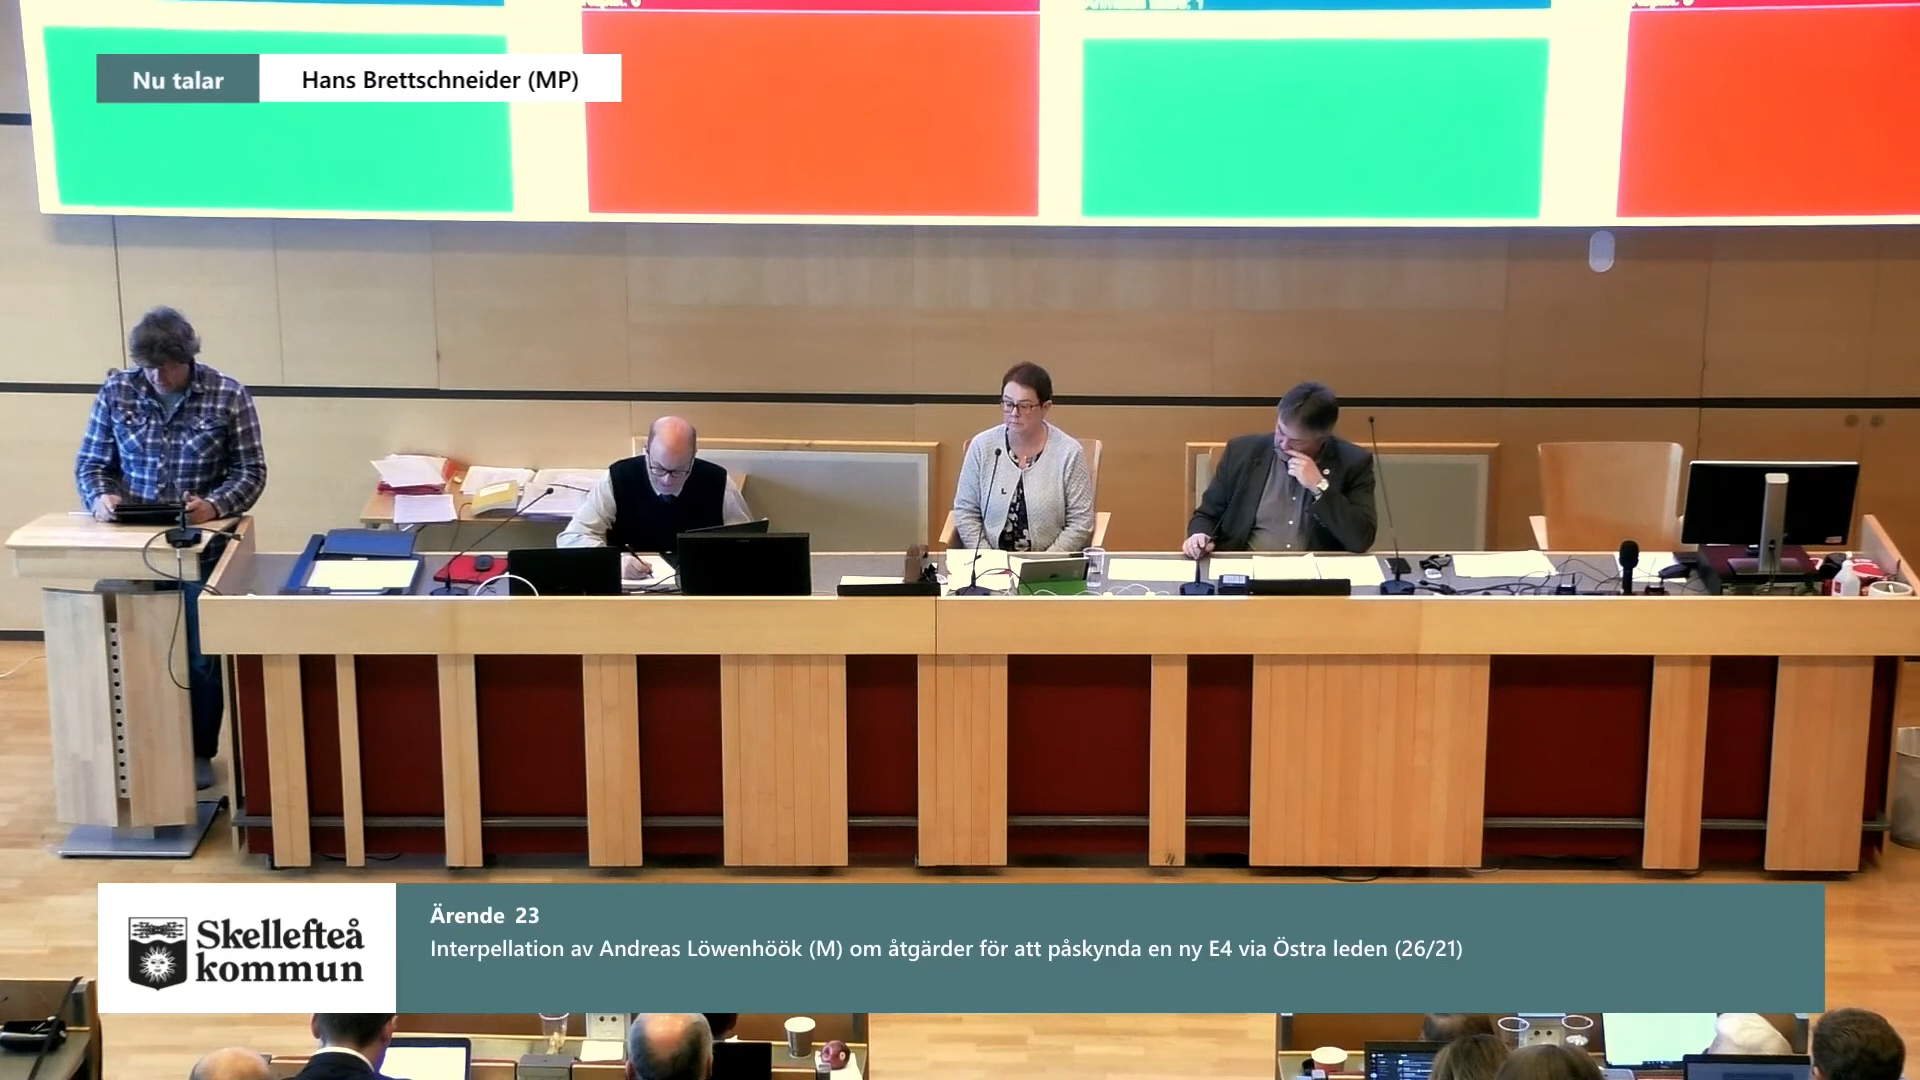 Nu talar
Hans Brettschneider (MP)
Skellefteå
kommun
Ärende 23
Interpellation av Andreas Löwenhöök (M) om åtgärder för att påskynda en ny E4 via Östra leden (26/21)